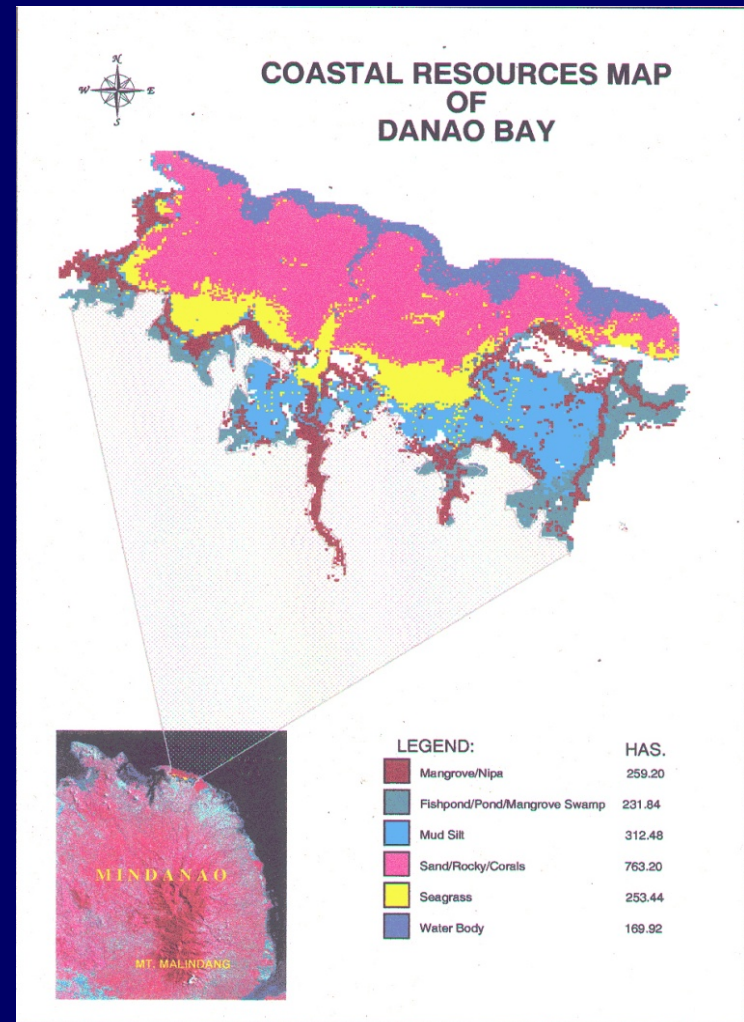 N
W E
S
COASTAL RESOURCES MAP
OF
DANAO BAY
LEGEND: HAS.
Mangrove/Nipa 259.20
Fishpond/Pond/Mangrove Swamp 231.84
Mud Silt 312.48
Sand/Rocky/Corals 763.20
Seagrass 253.44
Water Body 169.92
MINDANAO
MT. MALINDANG